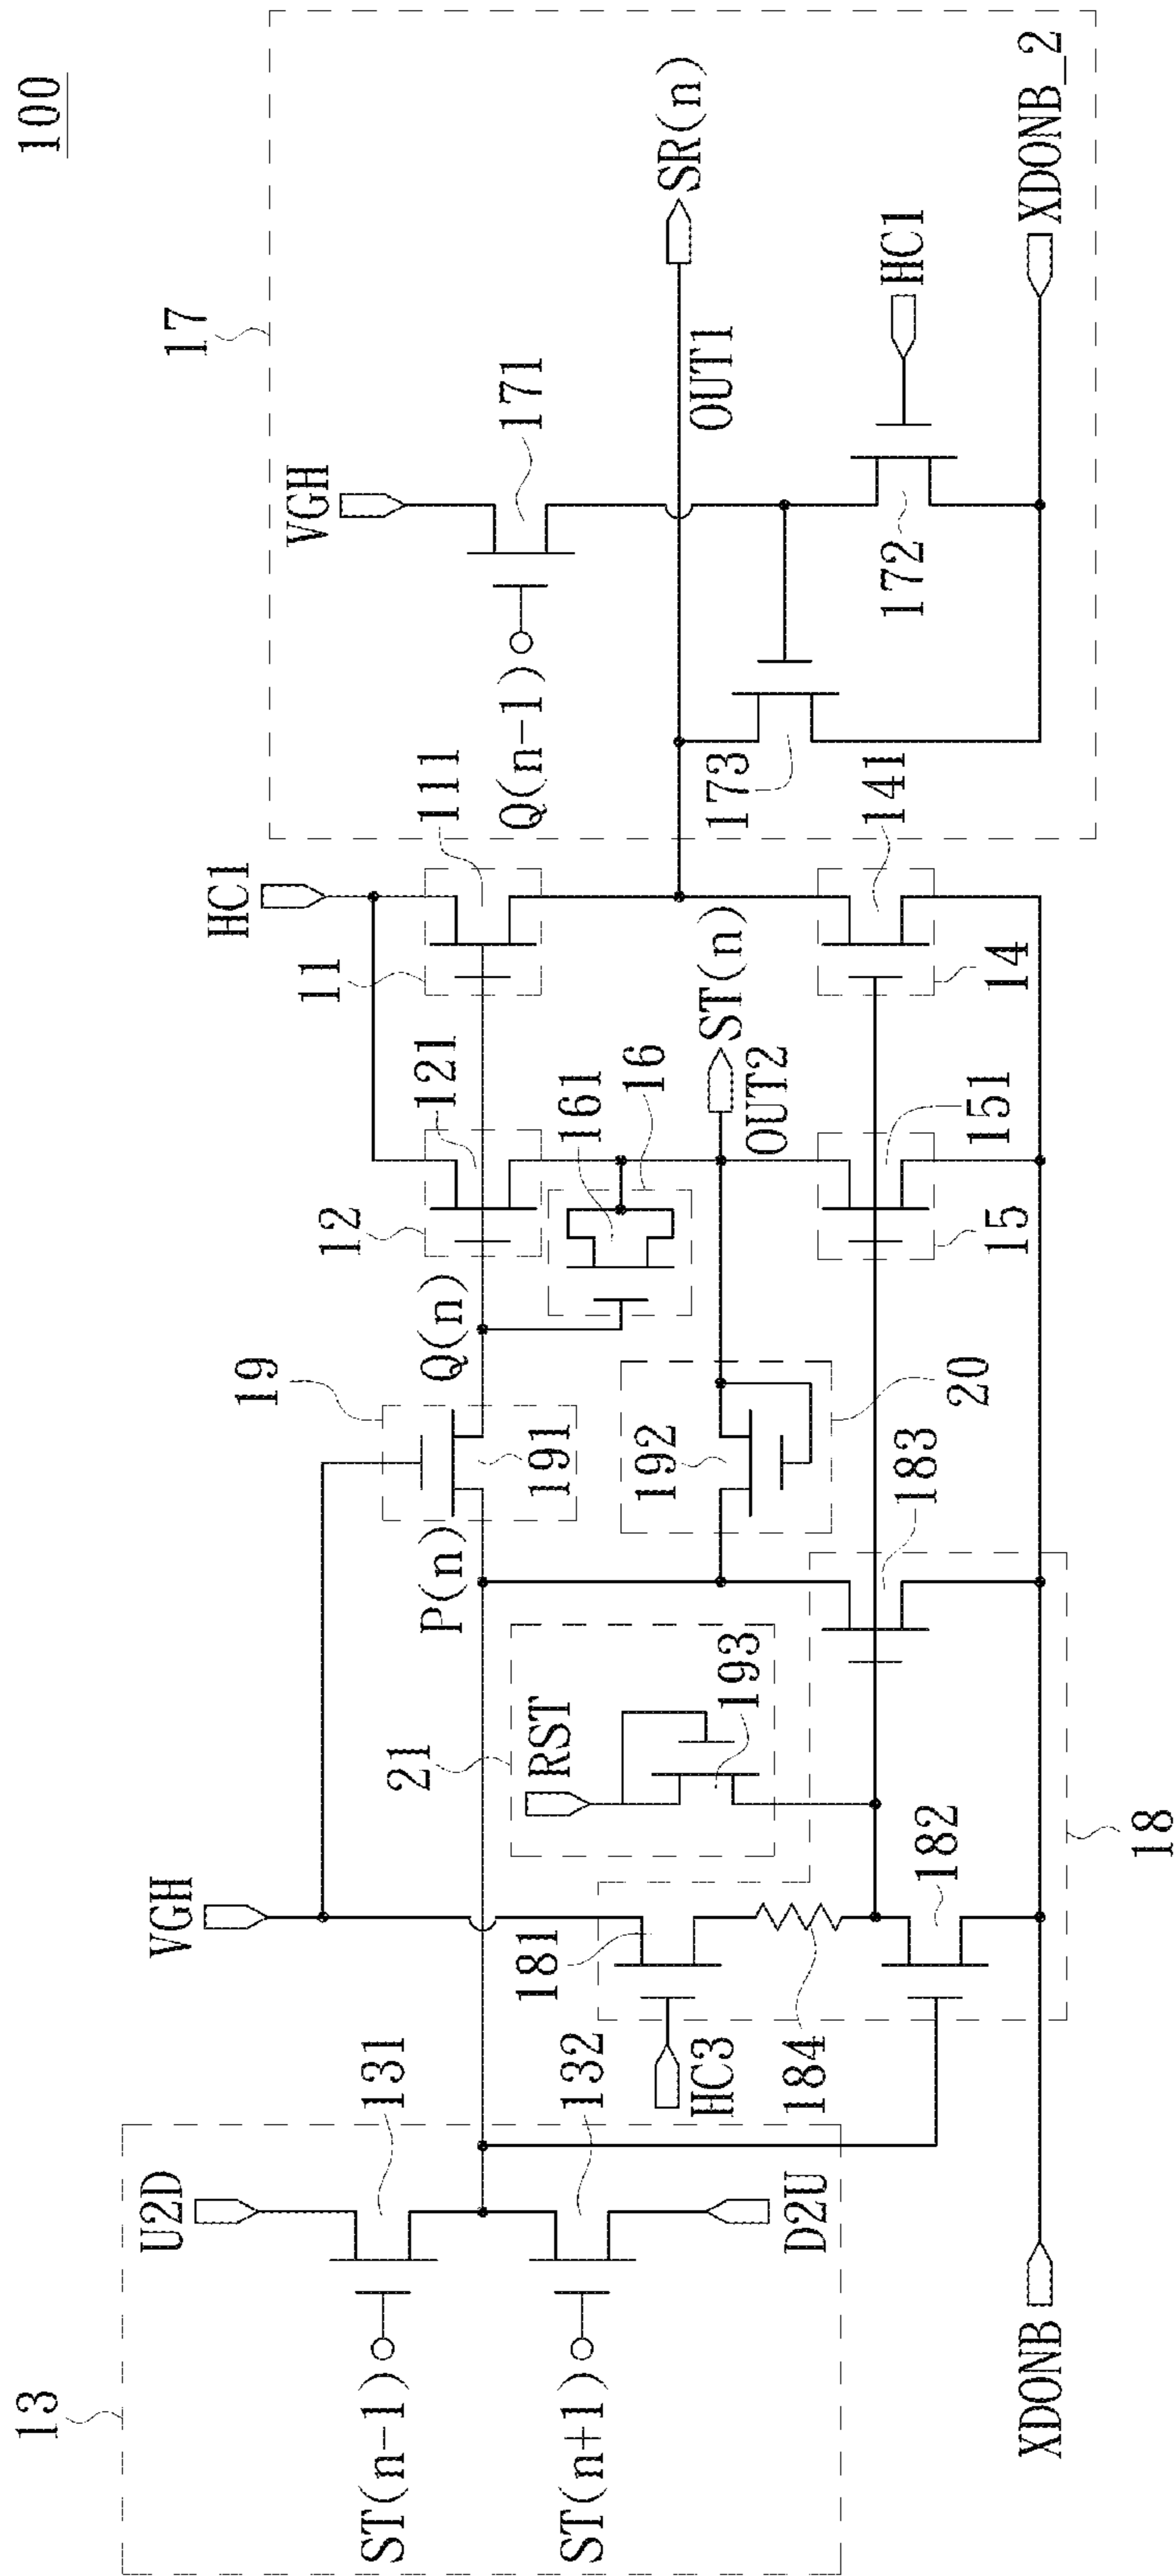 100
17
VGH
171
Q(n-1)
SR(n)
OUT1
HC1
172
173
XDONB_2
HC1
11
111
12
121
Q(n)
161
16
ST(n)
OUT2
14
141
15
151
19
191
P(n)
192
20
183
21
RST
193
VGH
181
HC3
184
182
18
13
U2D
131
132
D2U
ST(n-1)
ST(n+1)
XDONB